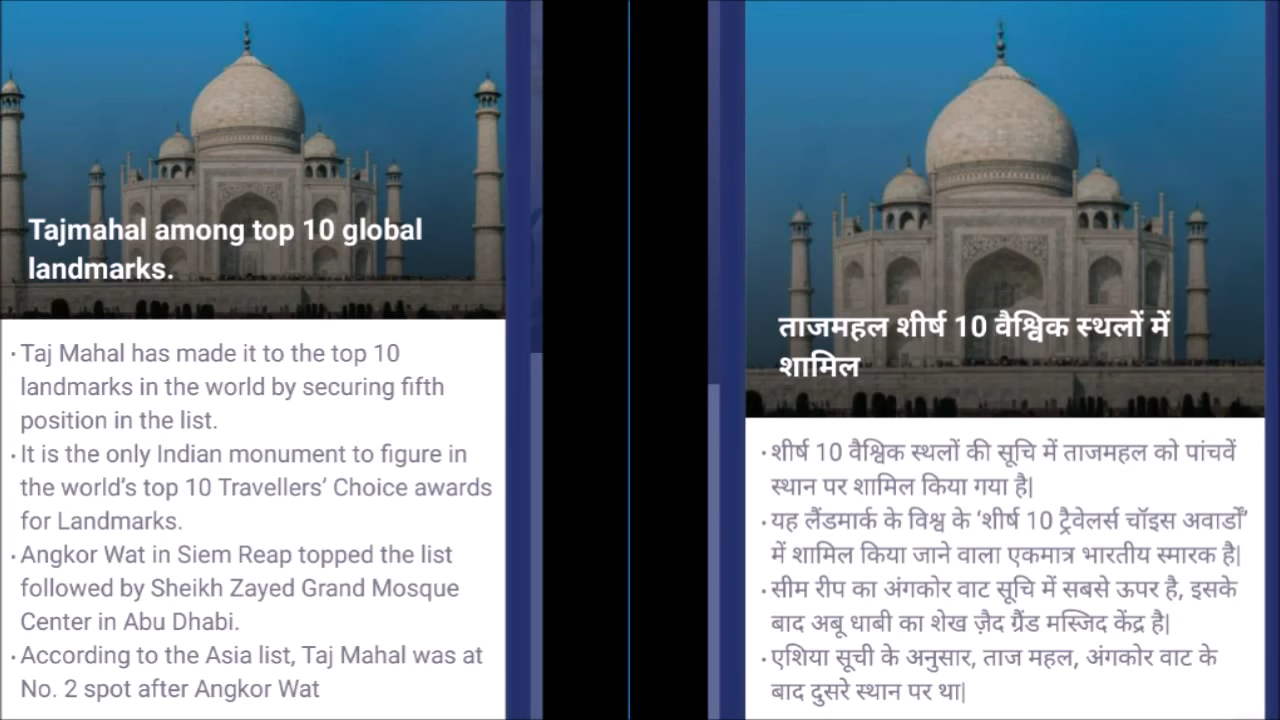 Tajmahal among top 10 global
landmarks.
· Taj Mahal has made it to the top 10
landmarks in the world by securing fifth
position in the list.
· It is the only Indian monument to figure in
the world’s top 10 Travellers’ Choice awards
for Landmarks.
· Angkor Wat in Siem Reap topped the list
followed by Sheikh Zayed Grand Mosque
Center in Abu Dhabi.
· According to the Asia list, Taj Mahal was at
No. 2 spot after Angkor Wat
ताजमहल शीर्ष 10 वैश्विक स्थलों में
शामिल
· शीर्ष 10 वैश्विक स्थलों की सूचि में ताजमहल को पांचवें
स्थान पर शामिल किया गया है|
· यह लैंडमार्क के विश्व के ‘शीर्ष 10 ट्रैवेलर्स चॉइस अवार्डों’
में शामिल किया जाने वाला एकमात्र भारतीय स्मारक है|
· सीम रीप का अंगकोर वाट सूचि में सबसे ऊपर है, इसके
बाद अबू धाबी का शेख ज़ैद ग्रैंड मस्जिद केंद्र है|
· एशिया सूची के अनुसार, ताज महल, अंगकोर वाट के
बाद दुसरे स्थान पर था|